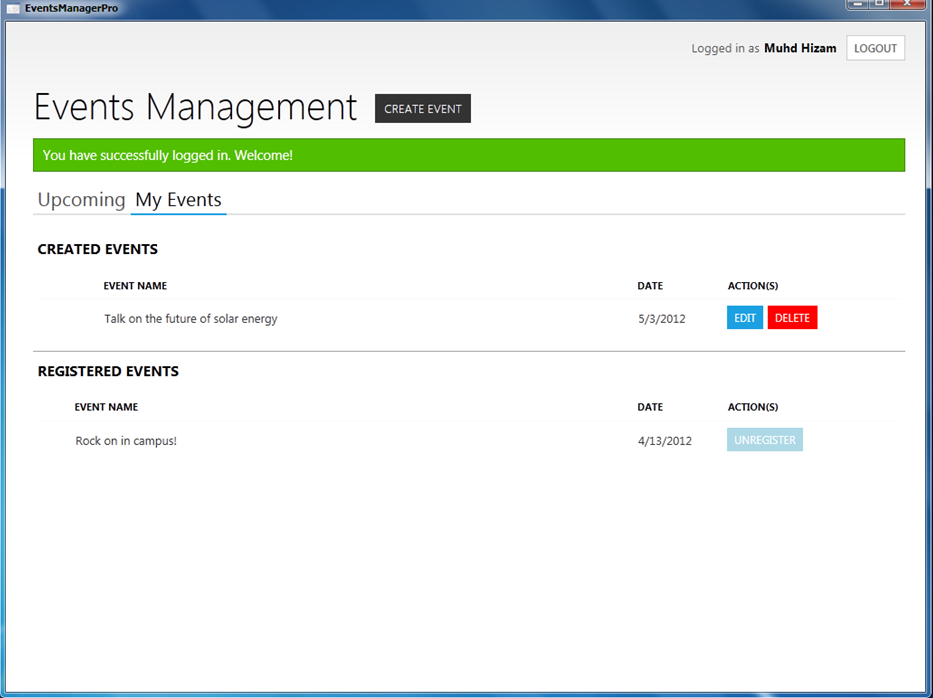 EventsManagerPro
Logged in as Muhd Hizam LOGOUT
Events Management CREATE EVENT
You have successfully logged in. Welcome!
Upcoming My Events
CREATED EVENTS
EVENT NAME DATE ACTION(S)
Talk on the future of solar energy 5/3/2012 EDIT DELETE
REGISTERED EVENTS
EVENT NAME DATE ACTION(S)
Rock on in campus! 4/13/2012 UNREGISTER